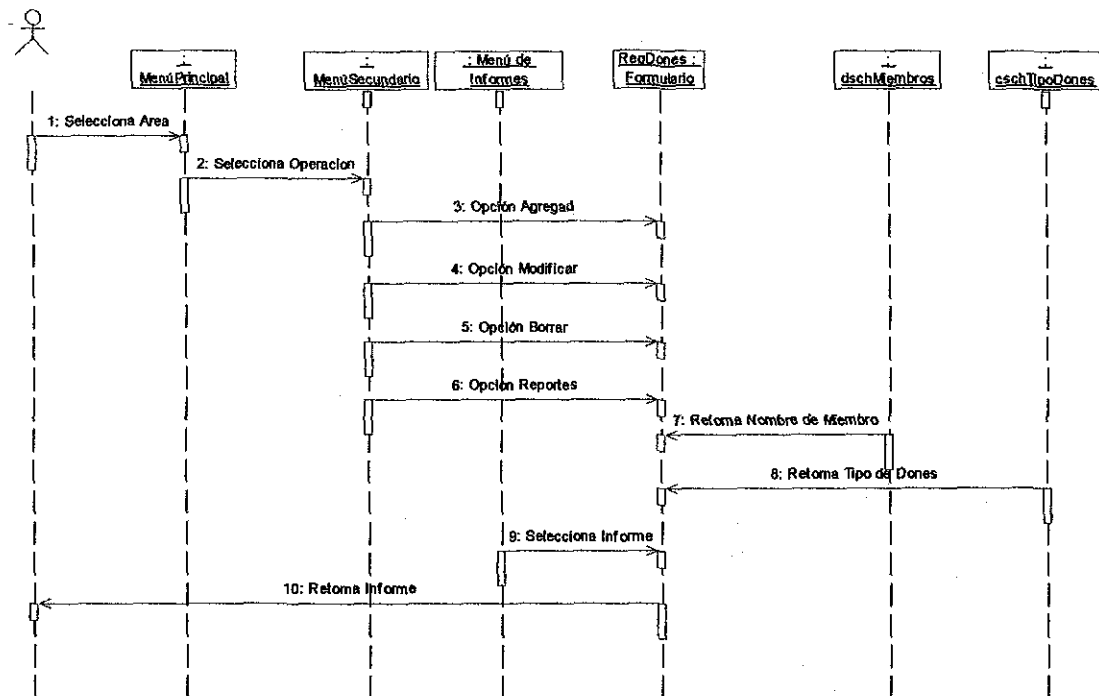 :
MenúPrincipal
:
MenúSecundario
: Menú de
Informes
RegDones :
Formulario
:
dschMiembros
:
cschTipoDones
1: Selecciona Area
2: Selecciona Operacion
3: Opción Agregad
4: Opción Modificar
5: Opción Borrar
6: Opción Reportes
7: Retorna Nombre de Miembro
8: Retorna Tipo de Dones
9: Selecciona Informe
10: Retorna Informe